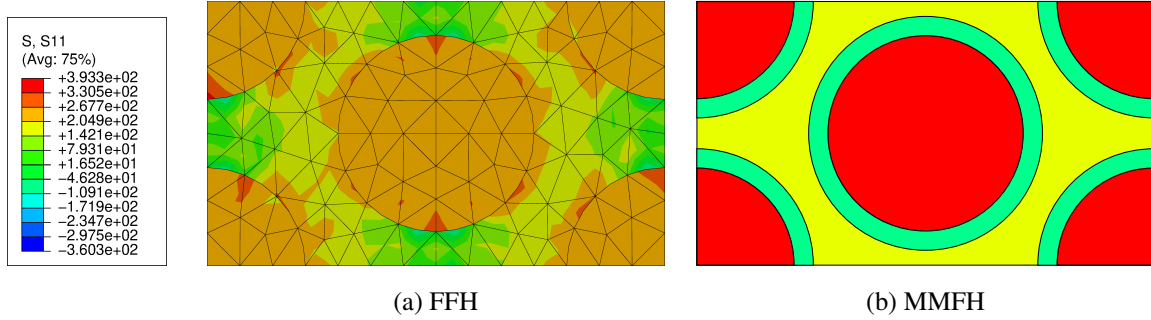 S, S11
(Avg: 75%)
+3.933e+02
+3.305e+02
+2.677e+02
+2.049e+02
+1.421e+02
+7.931e+01
+1.652e+01
−4.628e+01
−1.091e+02
−1.719e+02
−2.347e+02
−2.975e+02
−3.603e+02
(a) FFH
(b) MMFH